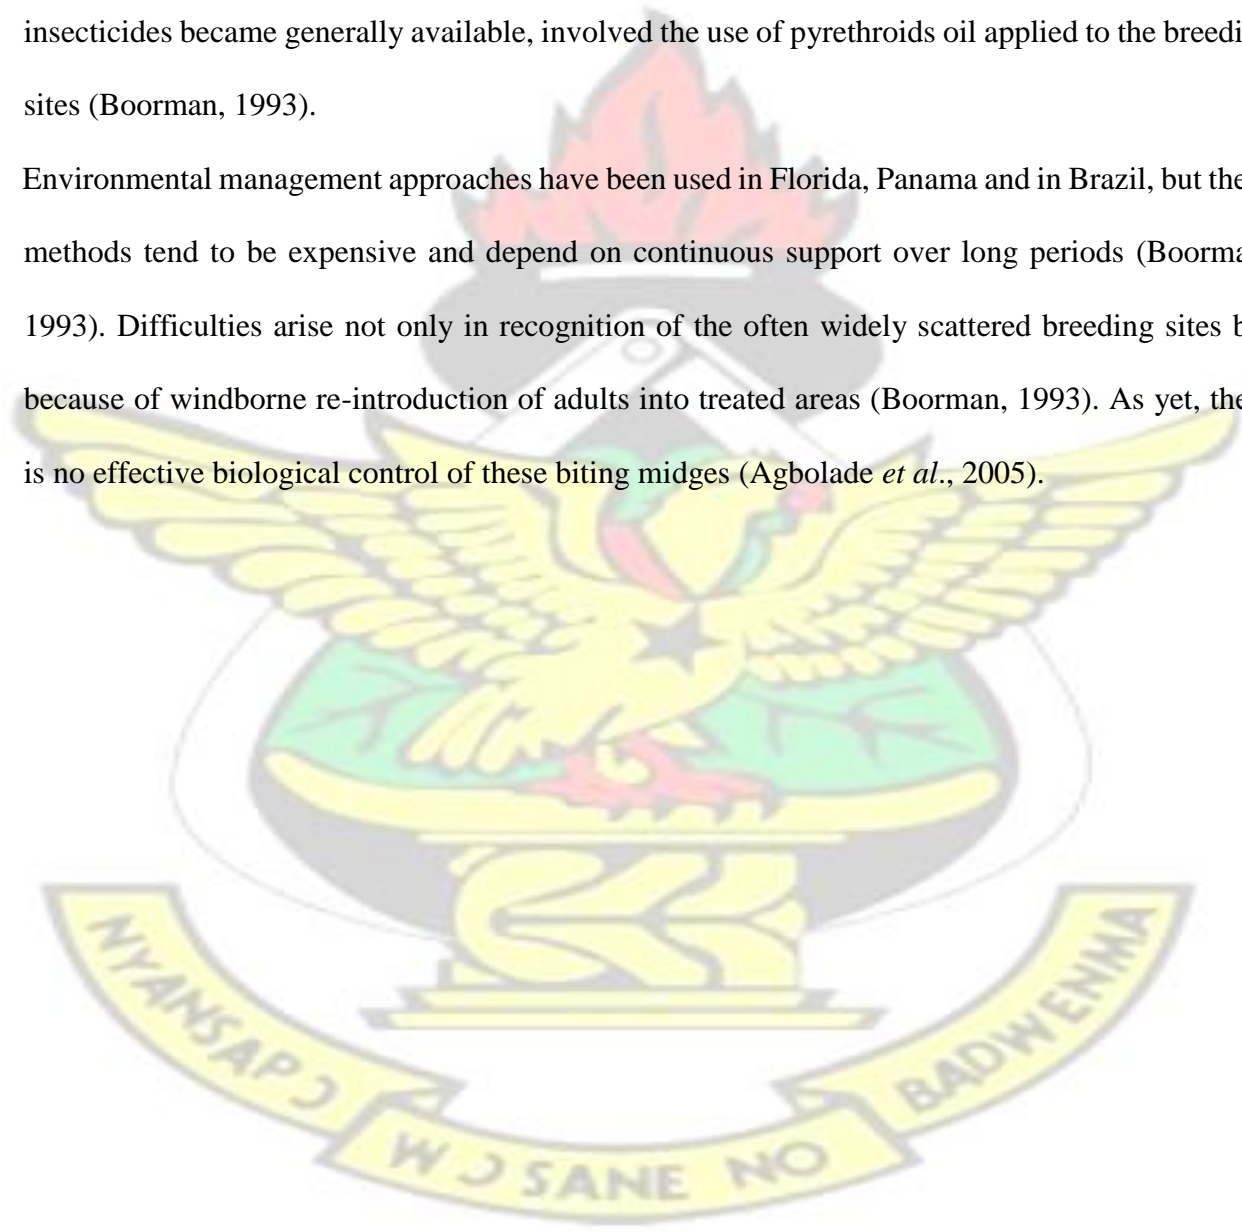 insecticides became generally available, involved the use of pyrethroids oil applied to the breedi
sites (Boorman, 1993).
Environmental management approaches have been used in Florida, Panama and in Brazil, but the
methods tend to be expensive and depend on continuous support over long periods (Boorma
1993). Difficulties arise not only in recognition of the often widely scattered breeding sites b
because of windborne re-introduction of adults into treated areas (Boorman, 1993). As yet, the
is no effective biological control of these biting midges (Agbolade et al., 2005).
NYANSAPƆ
WƆSANE NO
BADWENMA